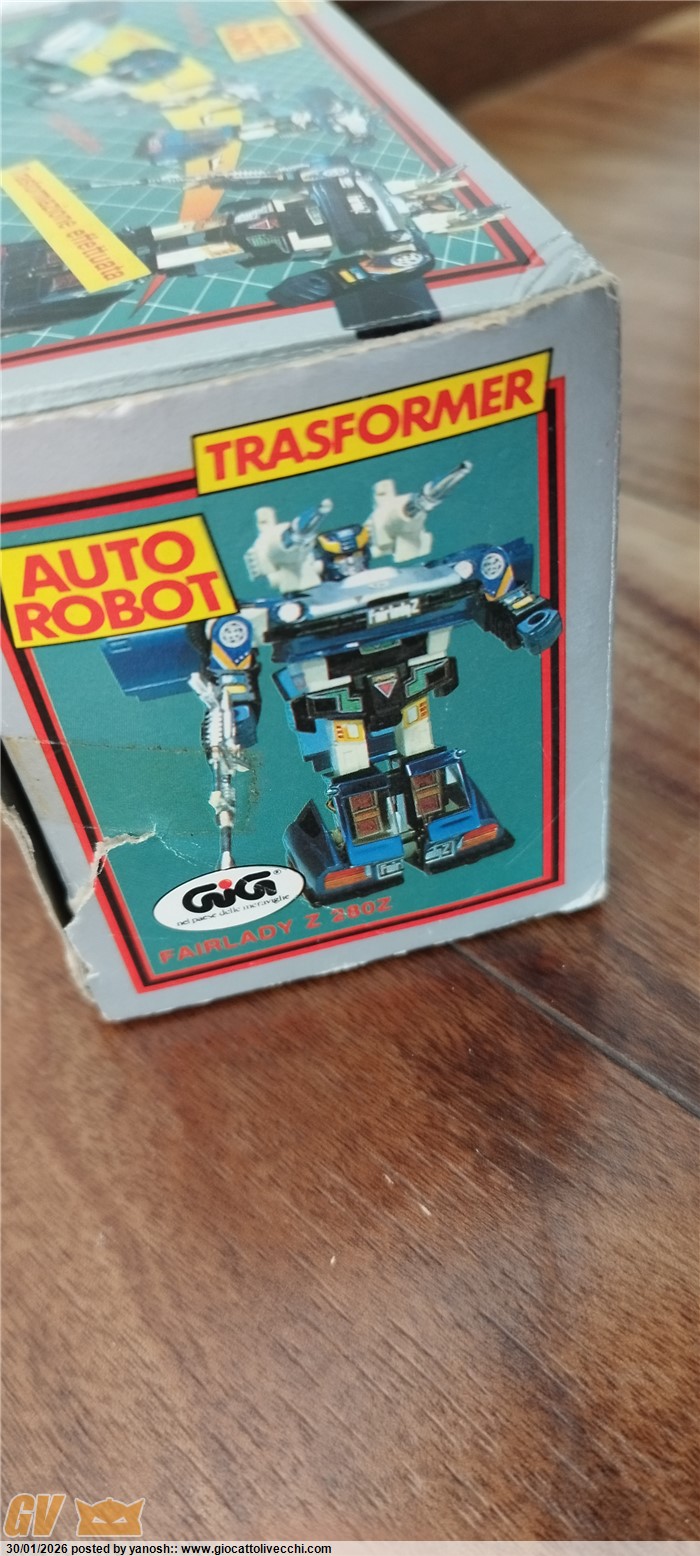 Trasformazione effettuata
TRASFORMER
AUTO
ROBOT
GiG®
nel paese delle meraviglie
FAIRLADY Z 280Z
GV
30/01/2026 posted by yanosh:: www.giocattolivecchi.com